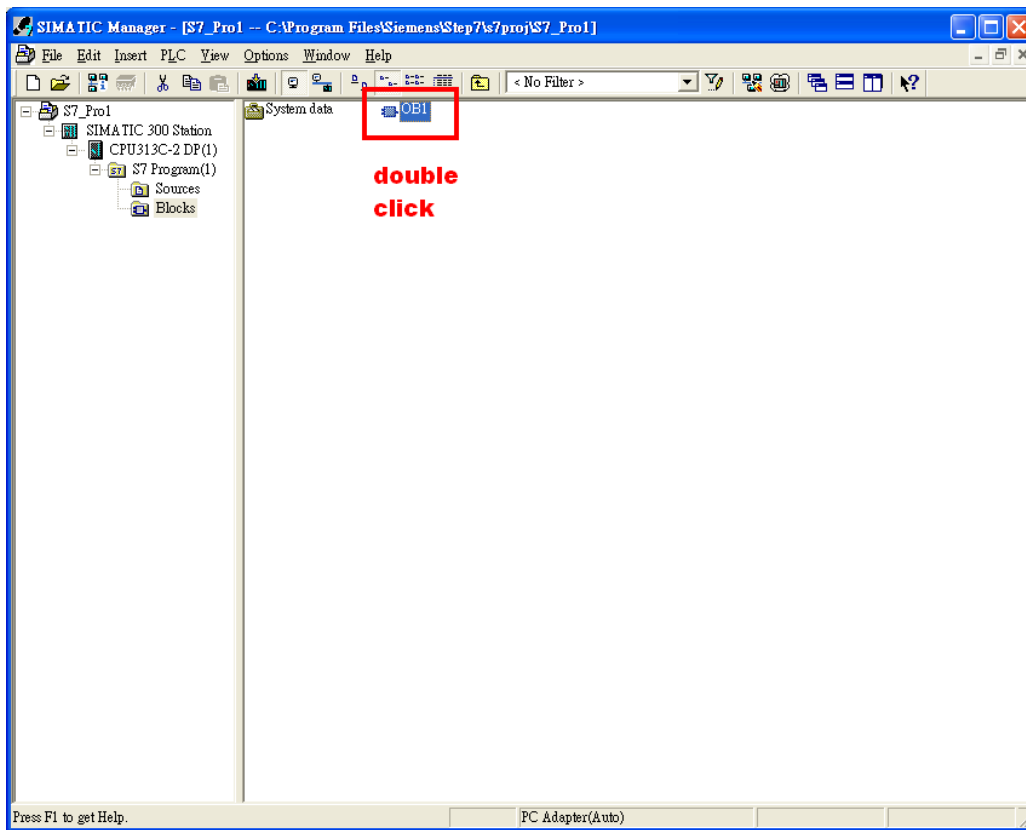 SIMATIC Manager - [S7_Pro1 -- C:\Program Files\Siemens\Step7\s7proj\S7_Pro1]
File Edit Insert PLC View Options Window Help
< No Filter >
S7_Pro1
SIMATIC 300 Station
CPU313C-2 DP(1)
S7 Program(1)
Sources
Blocks
System data
OB1
double
click
Press F1 to get Help.
PC Adapter(Auto)